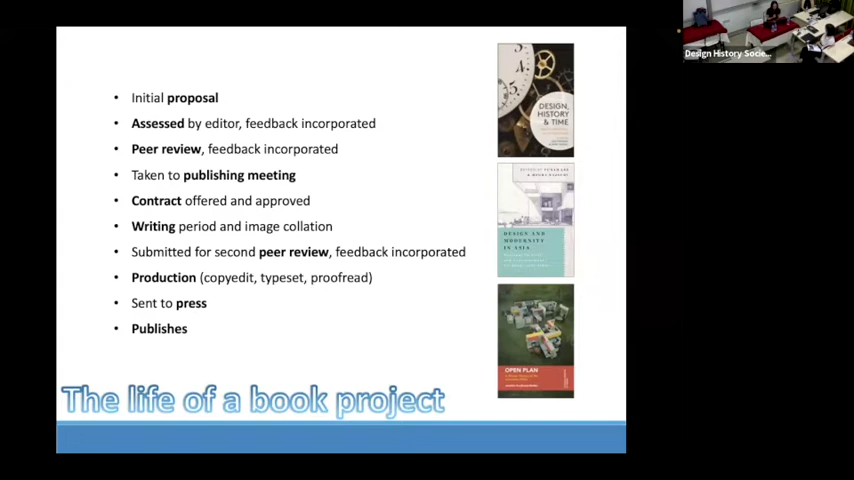 Design History Socie...
• Initial proposal
• Assessed by editor, feedback incorporated
• Peer review, feedback incorporated
• Taken to publishing meeting
• Contract offered and approved
• Writing period and image collation
• Submitted for second peer review, feedback incorporated
• Production (copyedit, typeset, proofread)
• Sent to press
• Publishes
The life of a book project
DESIGN,
HISTORY
& TIME
DESIGN AND
MODERNITY
IN ASIA
OPEN PLAN